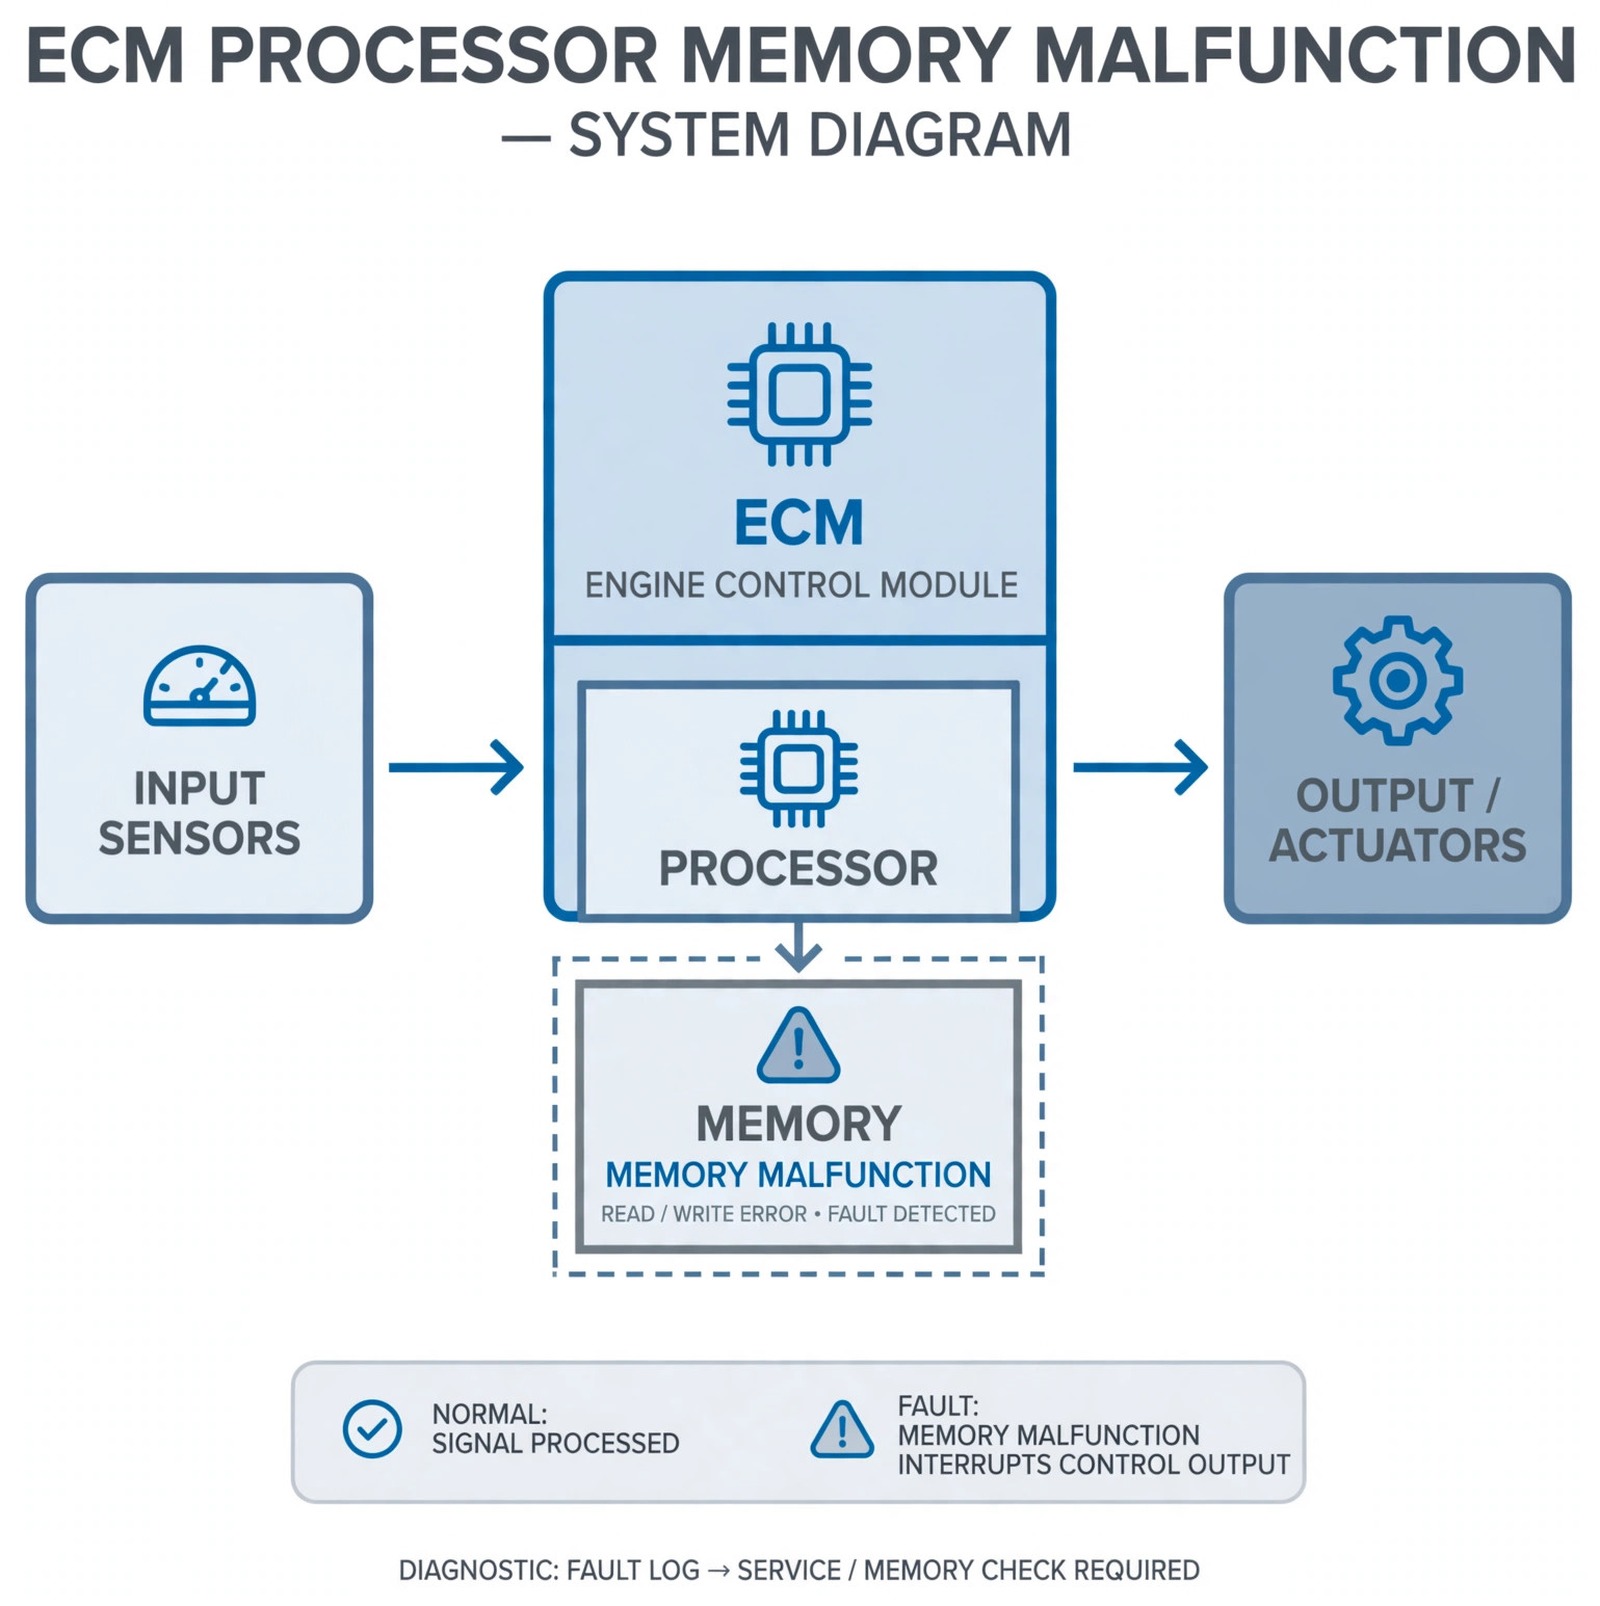 ECM PROCESSOR MEMORY MALFUNCTION
— SYSTEM DIAGRAM
ECM
ENGINE CONTROL MODULE
INPUT
SENSORS
PROCESSOR
OUTPUT /
ACTUATORS
MEMORY
MEMORY MALFUNCTION
READ / WRITE ERROR • FAULT DETECTED
NORMAL:
SIGNAL PROCESSED
FAULT:
MEMORY MALFUNCTION
INTERRUPTS CONTROL OUTPUT
DIAGNOSTIC: FAULT LOG → SERVICE / MEMORY CHECK REQUIRED